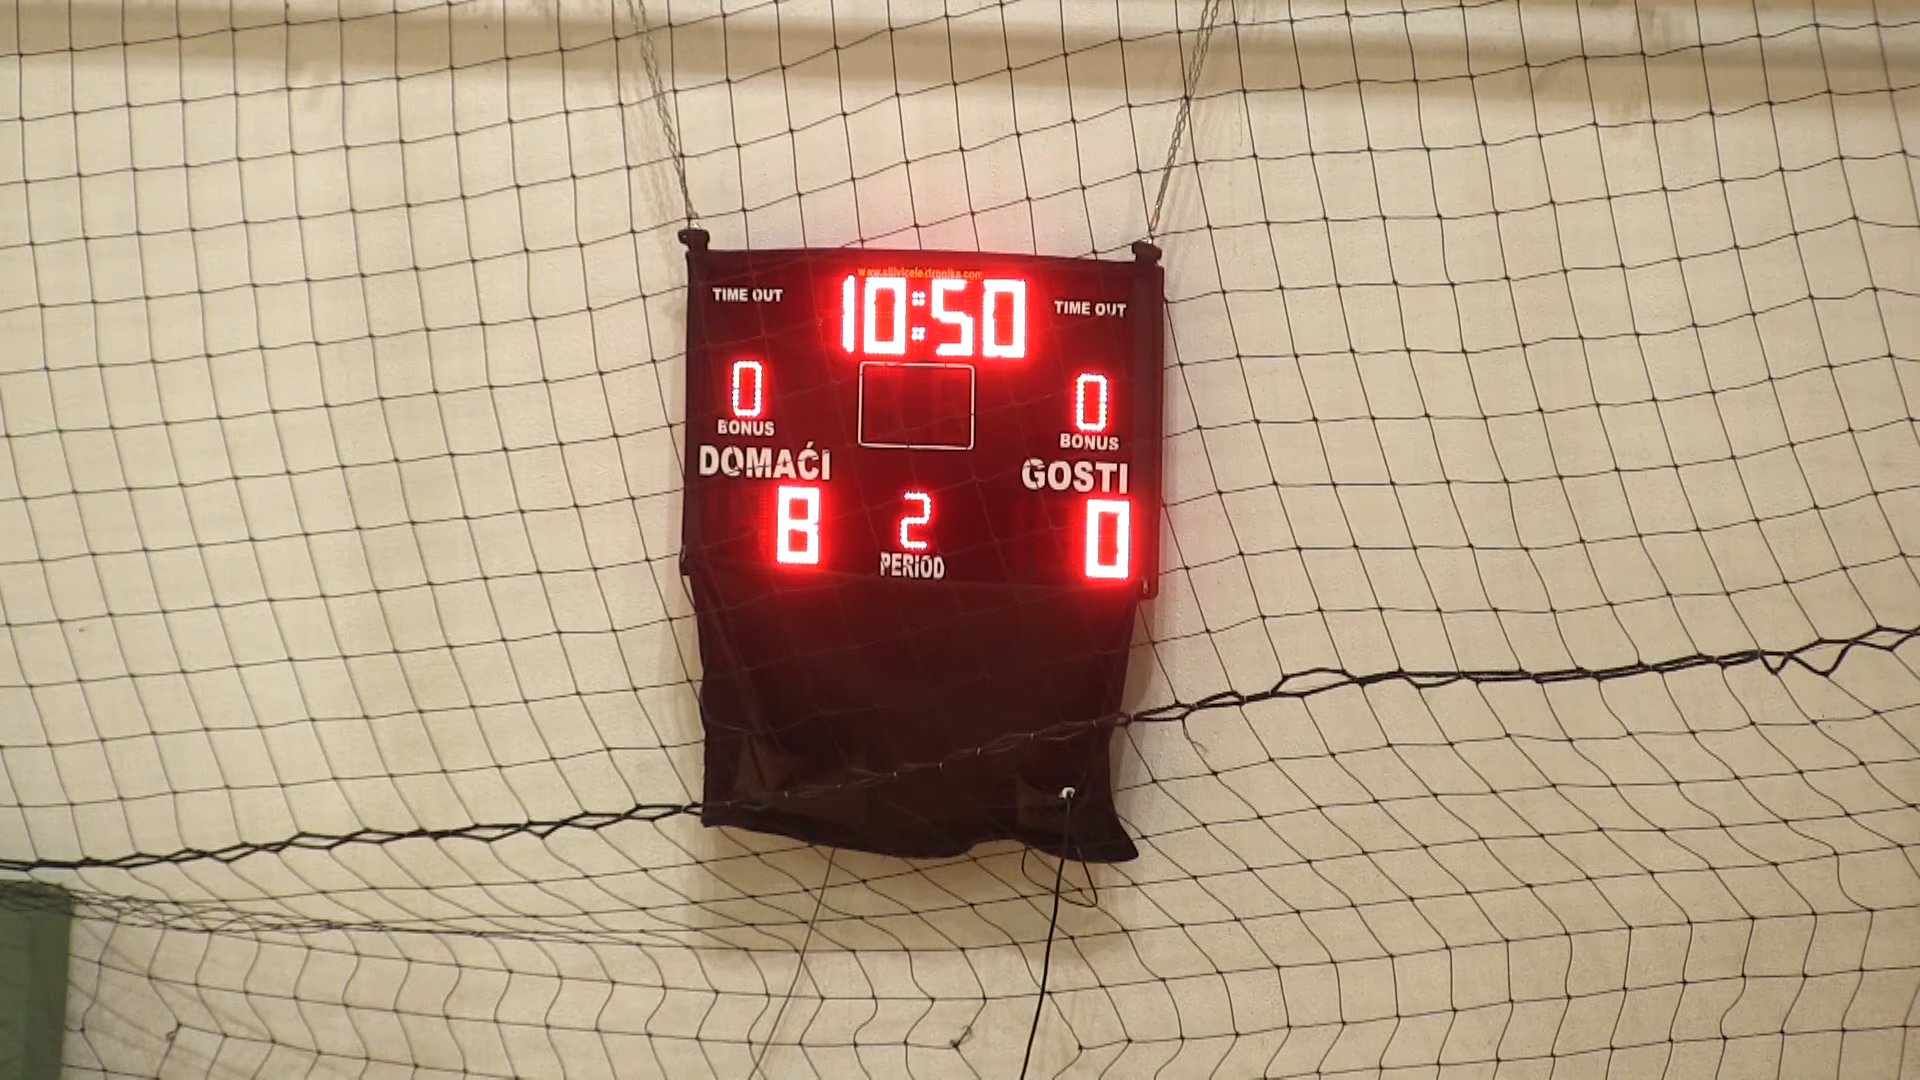 10:50
TIME OUT
TIME OUT
0
0
BONUS
BONUS
DOMAĆI
GOSTI
8
2
0
PERIOD